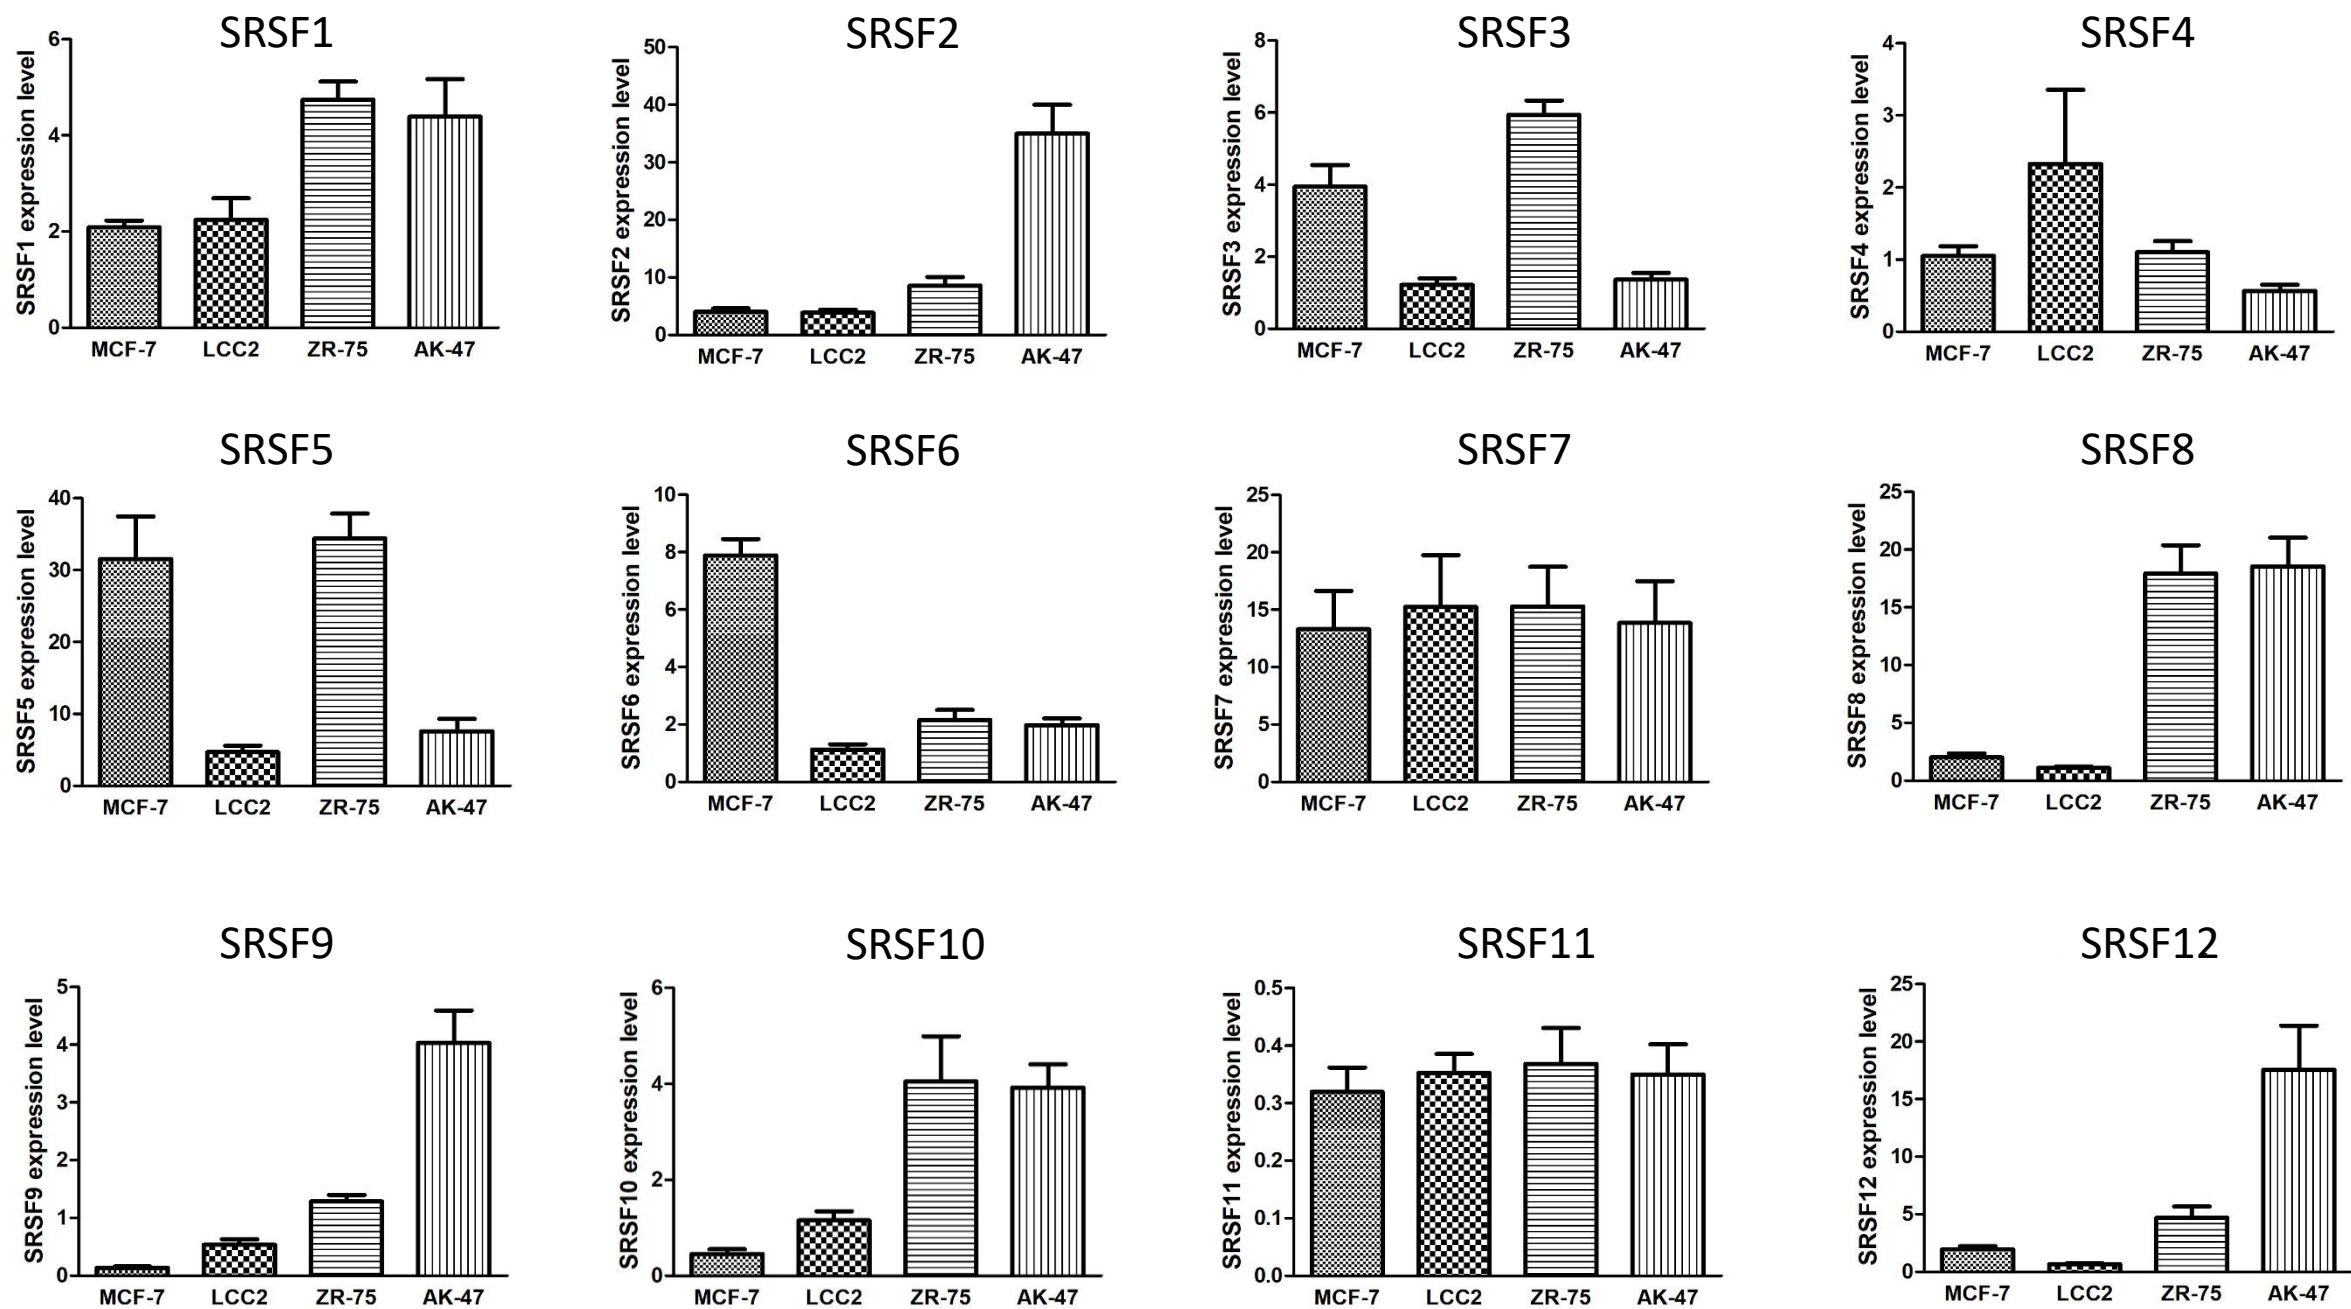 SRSF1
SRSF1 expression level
6
4
2
0
MCF-7 LCC2 ZR-75 AK-47
SRSF2
SRSF2 expression level
50
40
30
20
10
0
MCF-7 LCC2 ZR-75 AK-47
SRSF3
SRSF3 expression level
8
6
4
2
0
MCF-7 LCC2 ZR-75 AK-47
SRSF4
SRSF4 expression level
4
3
2
1
0
MCF-7 LCC2 ZR-75 AK-47
SRSF5
SRSF5 expression level
40
30
20
10
0
MCF-7 LCC2 ZR-75 AK-47
SRSF6
SRSF6 expression level
10
8
6
4
2
0
MCF-7 LCC2 ZR-75 AK-47
SRSF7
SRSF7 expression level
25
20
15
10
5
0
MCF-7 LCC2 ZR-75 AK-47
SRSF8
SRSF8 expression level
25
20
15
10
5
0
MCF-7 LCC2 ZR-75 AK-47
SRSF9
SRSF9 expression level
5
4
3
2
1
0
MCF-7 LCC2 ZR-75 AK-47
SRSF10
SRSF10 expression level
6
4
2
0
MCF-7 LCC2 ZR-75 AK-47
SRSF11
SRSF11 expression level
0.5
0.4
0.3
0.2
0.1
0.0
MCF-7 LCC2 ZR-75 AK-47
SRSF12
SRSF12 expression level
25
20
15
10
5
0
MCF-7 LCC2 ZR-75 AK-47